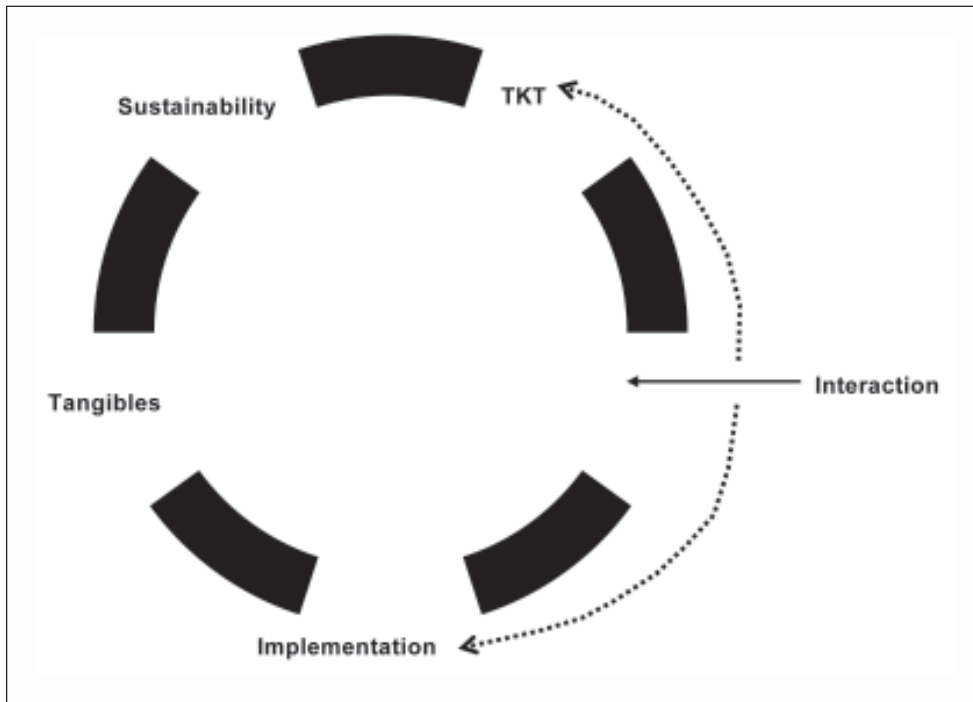 TKT
Sustainability
Interaction
Tangibles
Implementation